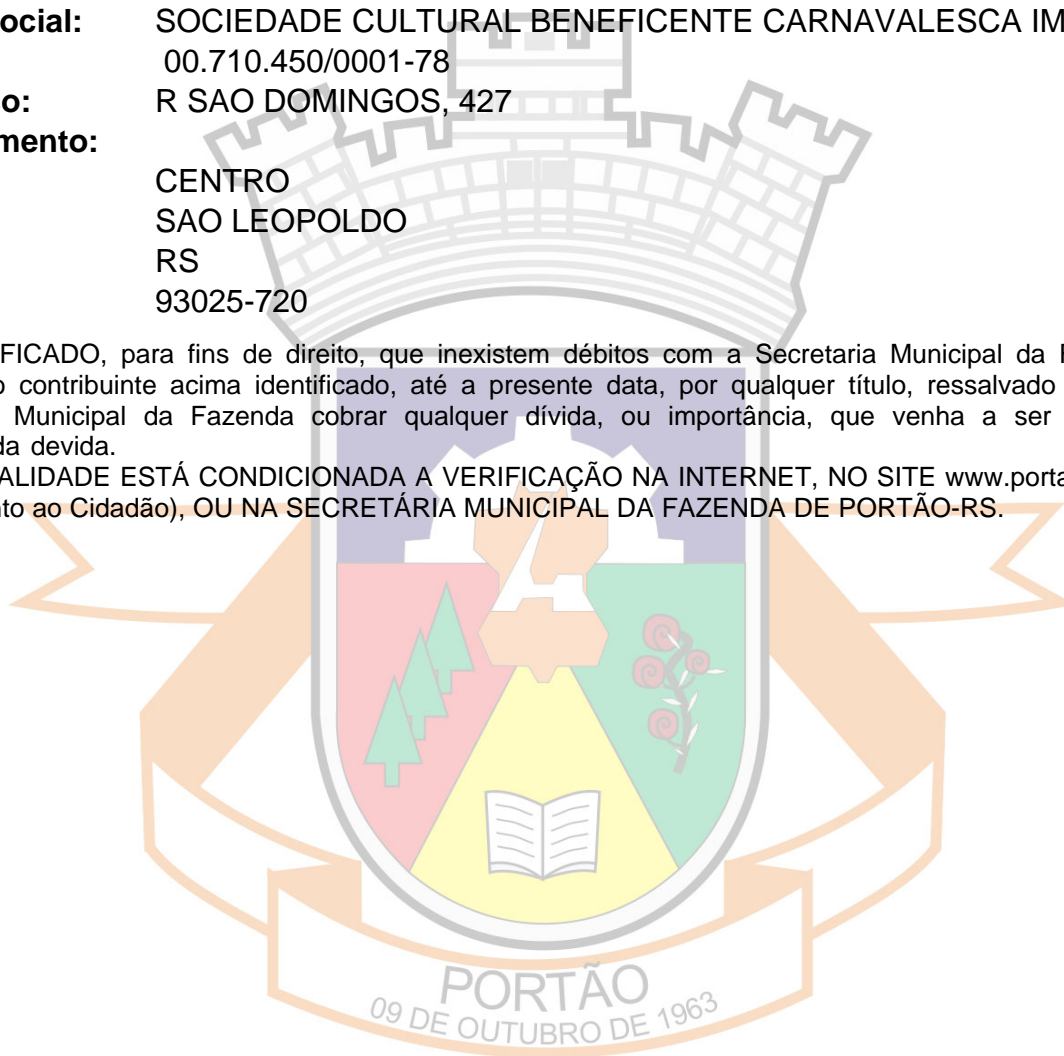 ocial: SOCIEDADE CULTURAL BENEFICENTE CARNAVALESCA IM
00.710.450/0001-78
o: R SAO DOMINGOS, 427
mento:
CENTRO
SAO LEOPOLDO
RS
93025-720
FICADO, para fins de direito, que inexistem débitos com a Secretaria Municipal da
o contribuinte acima identificado, até a presente data, por qualquer título, ressalvado
Municipal da Fazenda cobrar qualquer dívida, ou importância, que venha a ser
da devida.
ALIDADE ESTÁ CONDICIONADA A VERIFICAÇÃO NA INTERNET, NO SITE www.porta
nto ao Cidadão), OU NA SECRETÁRIA MUNICIPAL DA FAZENDA DE PORTÃO-RS.
PORTÃO
09 DE OUTUBRO DE 1963